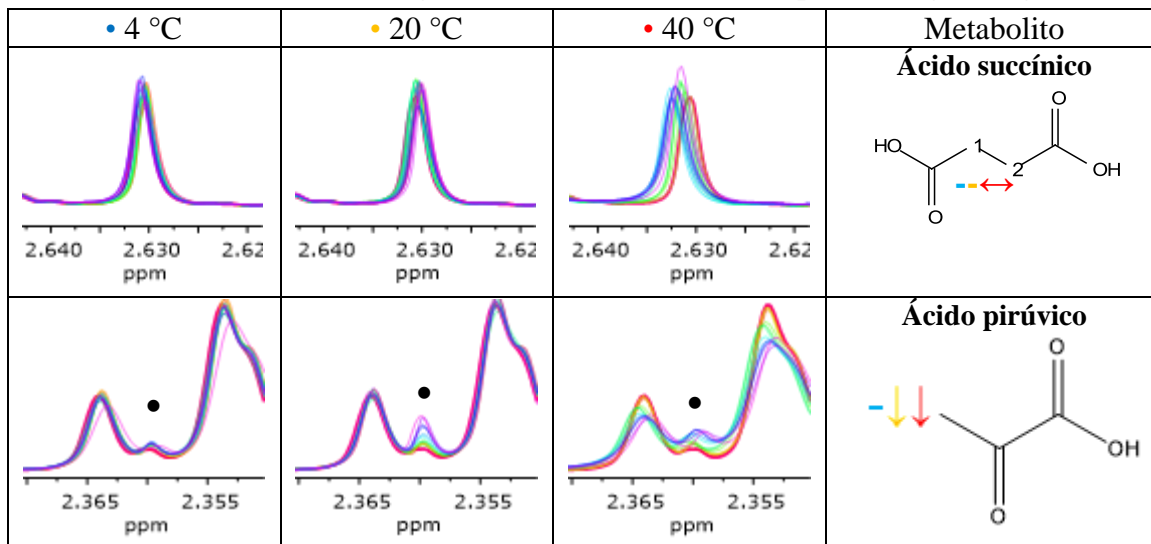 • 4 °C • 20 °C • 40 °C Metabolito
Ácido succínico
O
HO 1
2 OH
O
2.640 2.630 2.62
ppm
2.640 2.630 2.62
ppm
2.640 2.630 2.62
ppm
Ácido pirúvico
O
OH
O
2.365 2.355
ppm
2.365 2.355
ppm
2.365 2.355
ppm